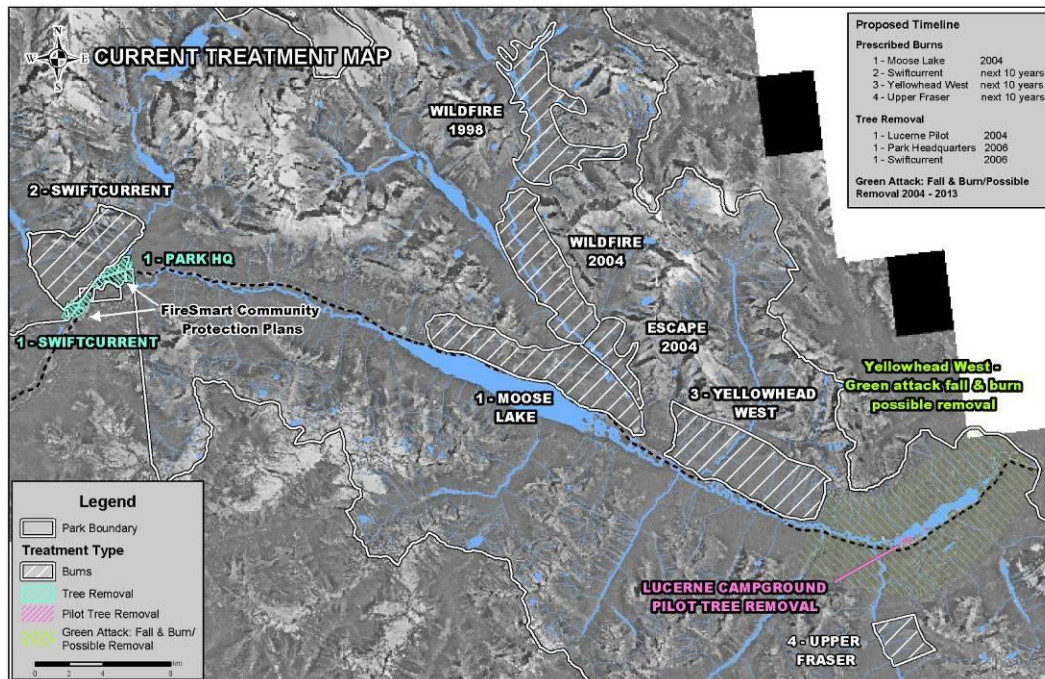 N
W E
S
CURRENT TREATMENT MAP
Proposed Timeline
Prescribed Burns
1 - Moose Lake 2004
2 - Swiftcurrent next 10 years
3 - Yellowhead West next 10 years
4 - Upper Fraser next 10 years
Tree Removal
1 - Lucerne Pilot 2004
1 - Park Headquarters 2006
1 - Swiftcurrent 2006
Green Attack: Fall & Burn/Possible
Removal 2004 - 2013
WILDFIRE
1998
2 - SWIFTCURRENT
WILDFIRE
2004
1 - PARK HQ
FireSmart Community
Protection Plans
1 - SWIFTCURRENT
ESCAPE
2004
1 - MOOSE
LAKE
3 - YELLOWHEAD
WEST
Yellowhead West -
Green attack fall & burn
possible removal
LUCERNE CAMPGROUND
PILOT TREE REMOVAL
4 - UPPER
FRASER
Legend
Park Boundary
Treatment Type
Burns
Tree Removal
Pilot Tree Removal
Green Attack: Fall & Burn/
Possible Removal
0 2 4 8
km